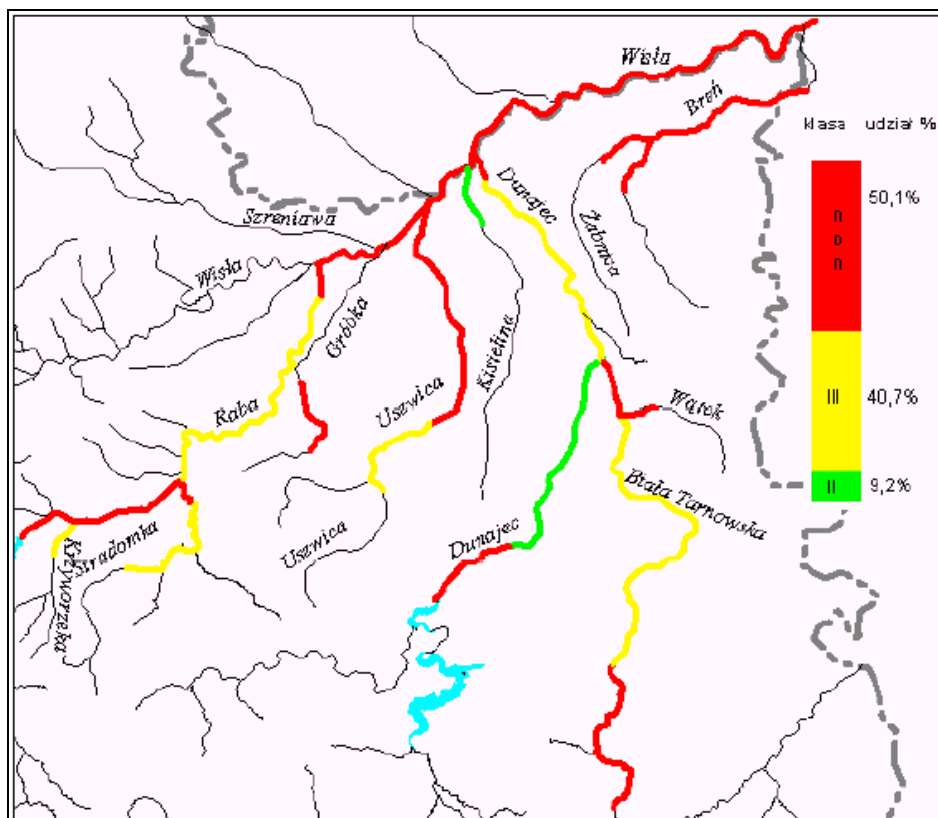 Wisła
Breń
klasa udział %
Dunajec
50,1%
n
o
n
Szreniawa
Żabnica
Wisła
Gróbka
Kisielina
Uszwica
Raba
III
40,7%
Wątok
Biała Tarnowska
II
9,2%
Uszwica
Dunajec
Stradomka
Krzyworzeka